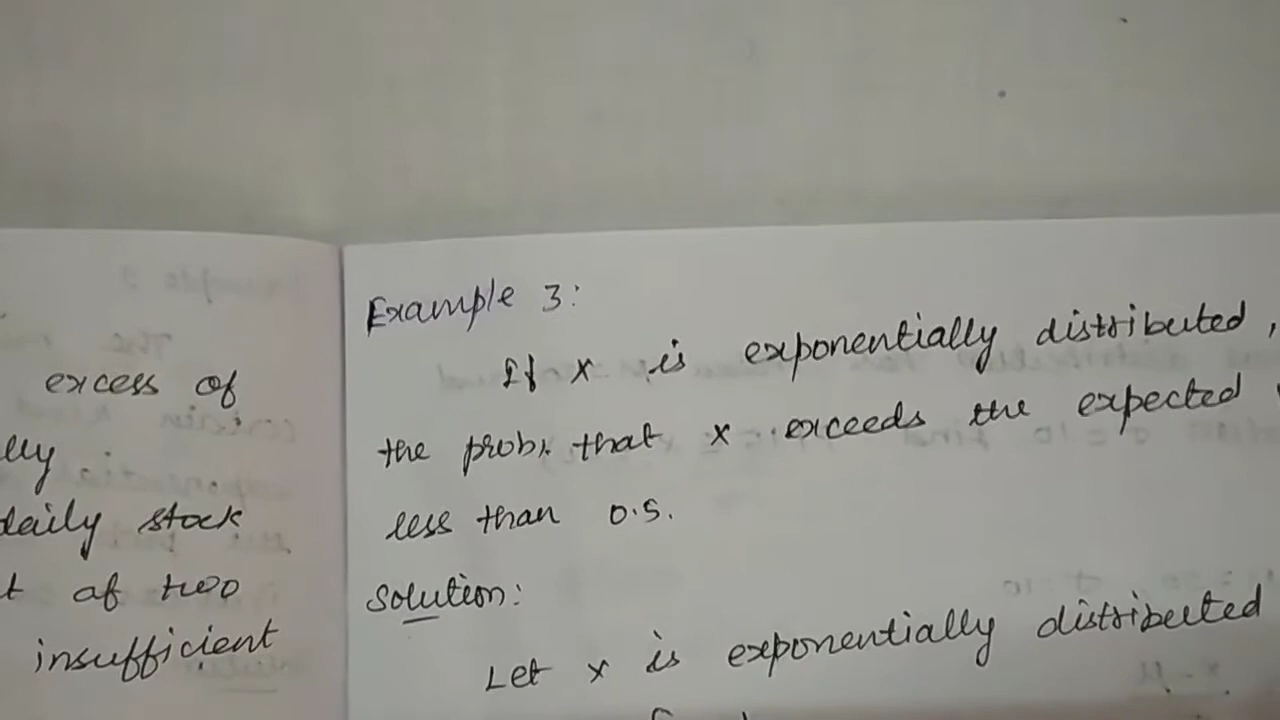 excess of
daily stock
of two
insufficient
Example 3:
If x is exponentially distributed,
the prob. that x exceeds the expected
less than 0.5.
Solution:
Let x is exponentially distributed